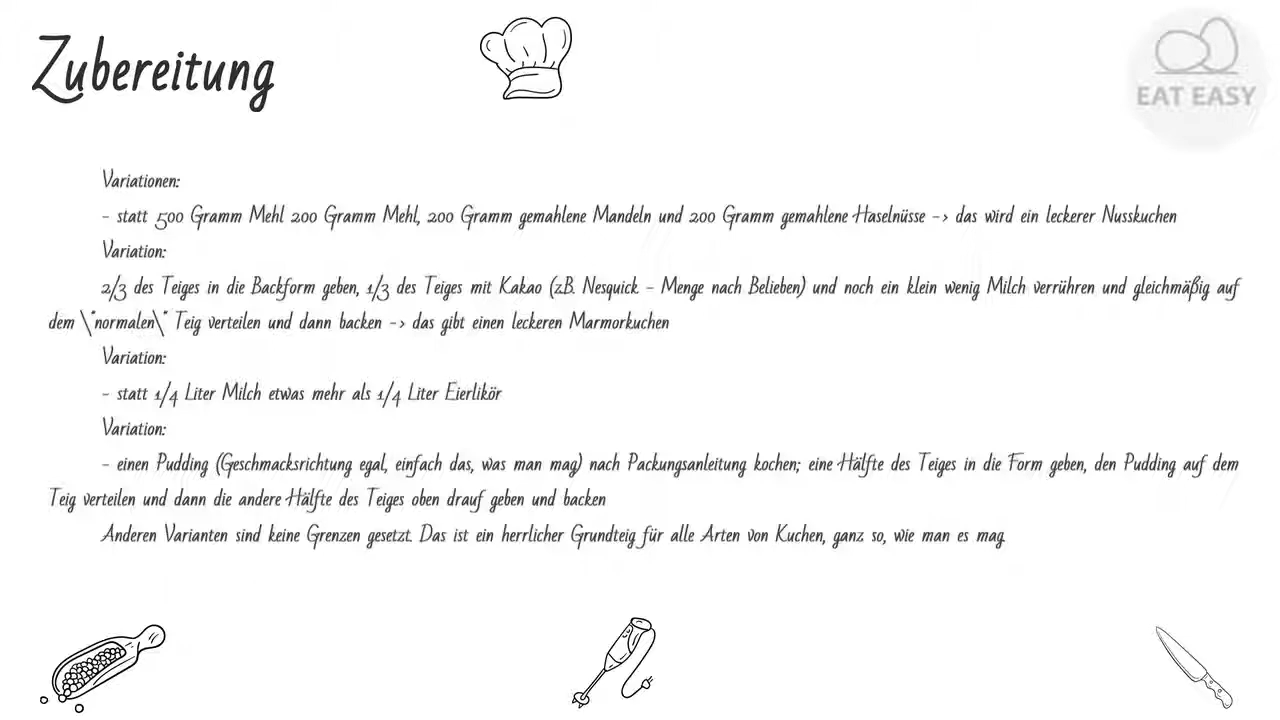 Zubereitung
EAT EASY
Variationen:
- statt 500 Gramm Mehl 200 Gramm Mehl, 200 Gramm gemahlene Mandeln und 200 Gramm gemahlene Haselnüsse -> das wird ein leckerer Nusskuchen
Variation:
2/3 des Teiges in die Backform geben, 1/3 des Teiges mit Kakao (z.B. Nesquick - Menge nach Belieben) und noch ein klein wenig Milch verrühren und gleichmäßig auf
dem \"normalen\" Teig verteilen und dann backen -> das gibt einen leckeren Marmorkuchen
Variation:
- statt 1/4 Liter Milch etwas mehr als 1/4 Liter Eierlikör
Variation:
- einen Pudding (Geschmacksrichtung egal, einfach das, was man mag) nach Packungsanleitung kochen; eine Hälfte des Teiges in die Form geben, den Pudding auf dem
Teig verteilen und dann die andere Hälfte des Teiges oben drauf geben und backen
Anderen Varianten sind keine Grenzen gesetzt. Das ist ein herrlicher Grundteig für alle Arten von Kuchen, ganz so, wie man es mag.